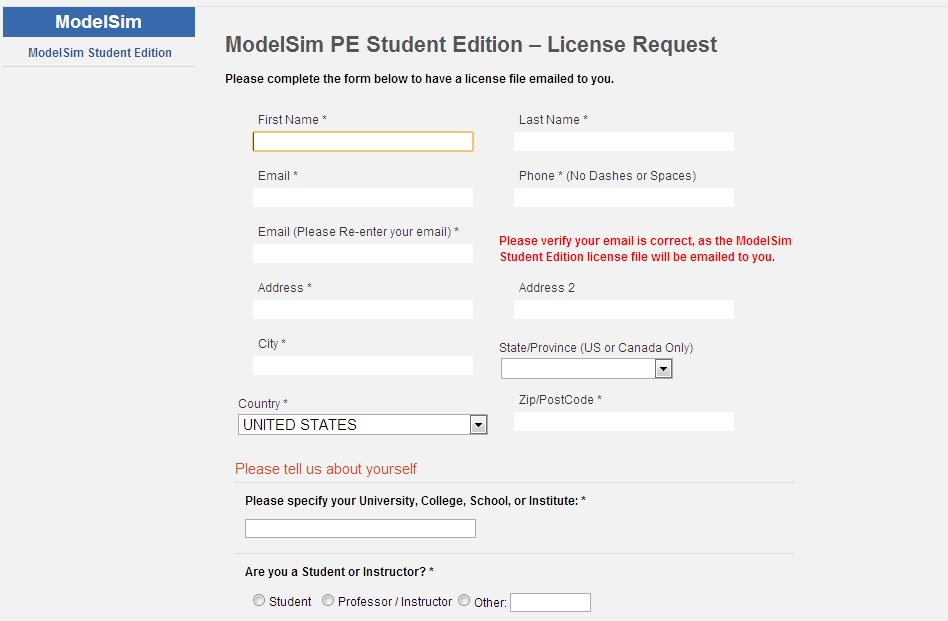 ModelSim
ModelSim Student Edition
ModelSim PE Student Edition – License Request
Please complete the form below to have a license file emailed to you.
First Name *
Last Name *
Email *
Phone * (No Dashes or Spaces)
Email (Please Re-enter your email) *
Please verify your email is correct, as the ModelSim
Student Edition license file will be emailed to you.
Address *
Address 2
City *
State/Province (US or Canada Only)
Country *
UNITED STATES
Zip/PostCode *
Please tell us about yourself
Please specify your University, College, School, or Institute: *
Are you a Student or Instructor? *
Student Professor / Instructor Other: